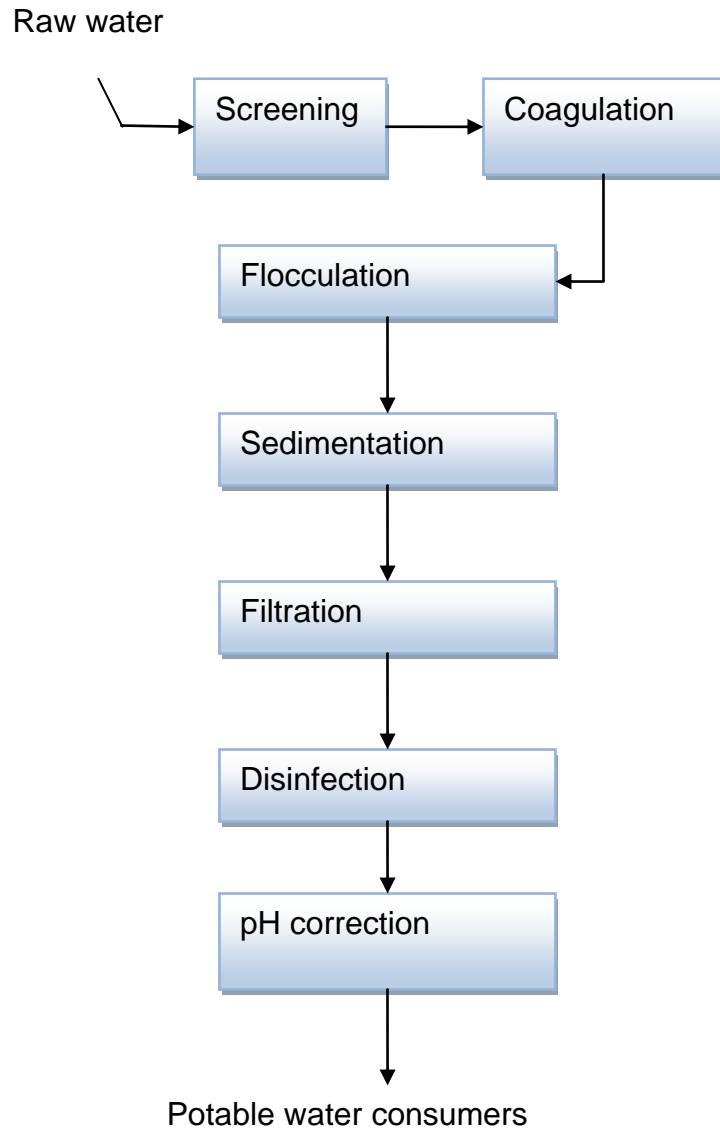 Raw water
Screening
Coagulation
Flocculation
Sedimentation
Filtration
Disinfection
pH correction
Potable water consumers